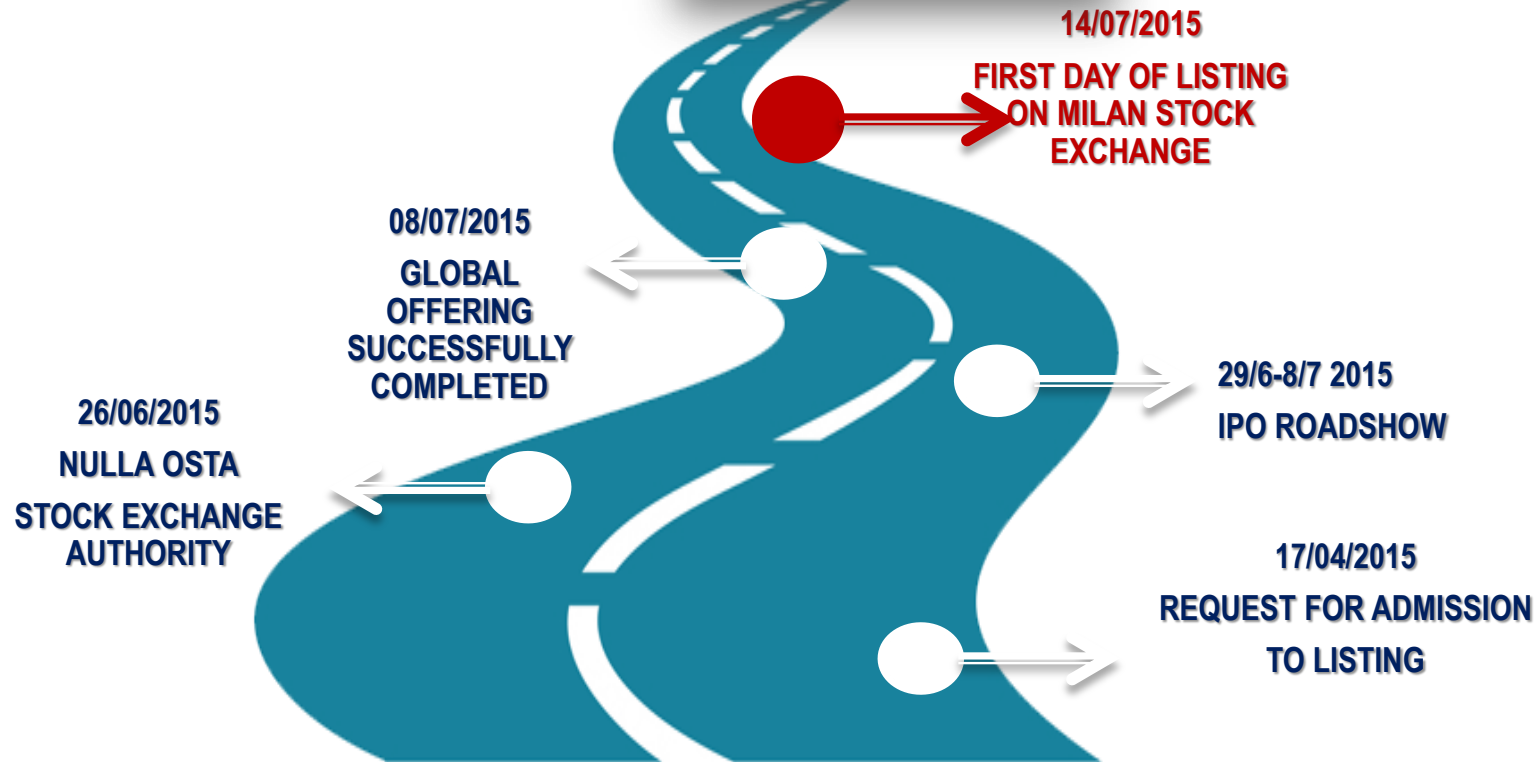 14/07/2015
FIRST DAY OF LISTING
ON MILAN STOCK
EXCHANGE
08/07/2015
GLOBAL
OFFERING
SUCCESSFULLY
COMPLETED
29/6-8/7 2015
IPO ROADSHOW
26/06/2015
NULLA OSTA
STOCK EXCHANGE
AUTHORITY
17/04/2015
REQUEST FOR ADMISSION
TO LISTING